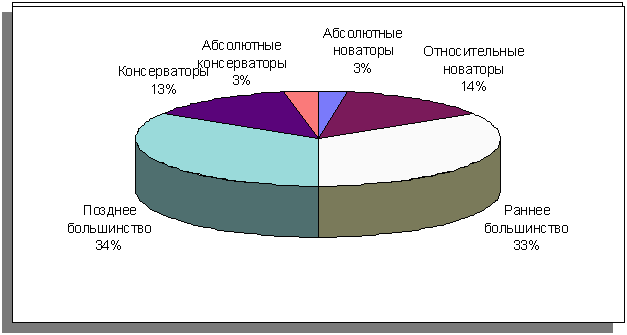 Абсолютные
новаторы
3%
Относительные
новаторы
14%
Раннее
большинство
33%
Позднее
большинство
34%
Консерваторы
13%
Абсолютные
консерваторы
3%